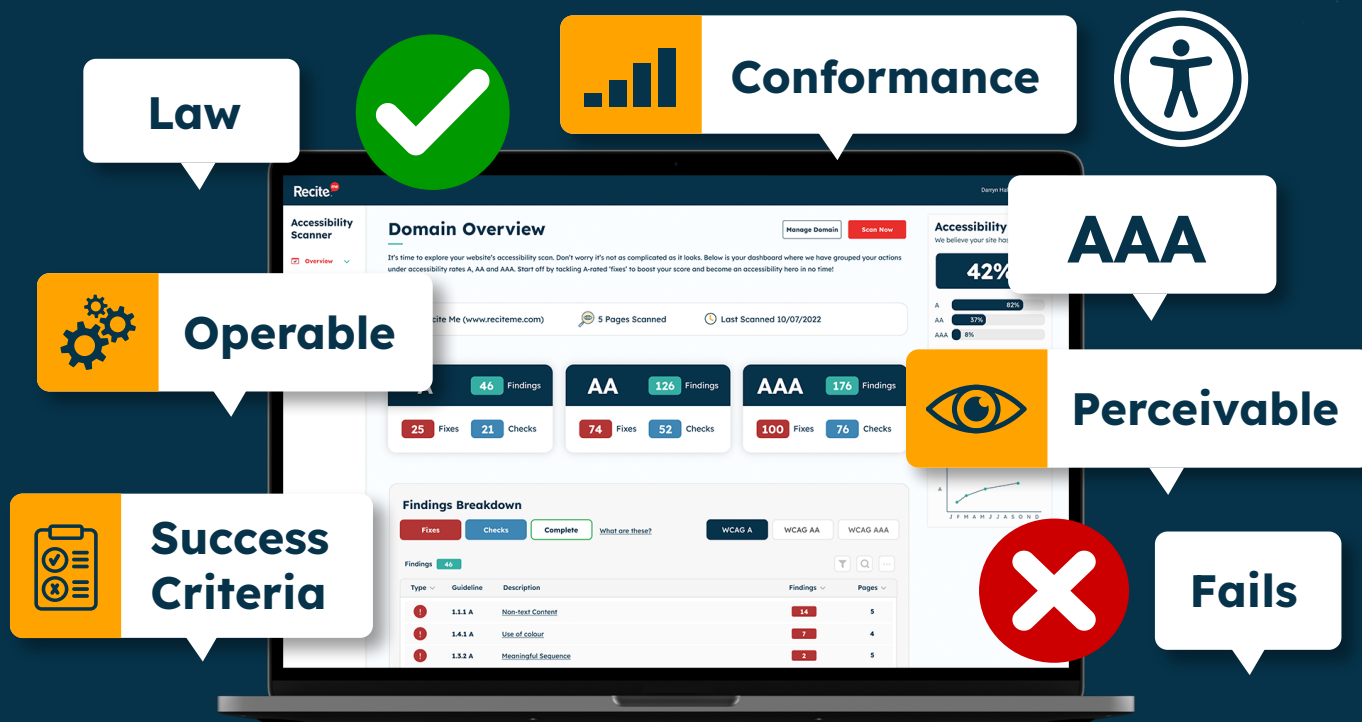 Law
Conformance
AAA
Operable
Perceivable
Success
Criteria
Fails
Recite me
Darryn
Accessibility
Scanner
Overview
Domain Overview
Manage Domain
Scan Now
It's time to explore your website's accessibility scan. Don't worry it's not as complicated as it looks. Below is your dashboard where we have grouped your actions
under accessibility rates A, AA and AAA. Start off by tackling A-rated 'fixes' to boost your score and become an accessibility hero in no time!
Me (www.reciteme.com)
5 Pages Scanned
Last Scanned 10/07/2022
A 46 Findings
25 Fixes 21 Checks
AA 126 Findings
74 Fixes 52 Checks
AAA 176 Findings
100 Fixes 76 Checks
Accessibility
We believe your site has
42%
A 82%
AA 37%
AAA 8%
A
J F M A M J J A S O N D
Findings Breakdown
Fixes Checks Complete What are these? WCAG A WCAG AA WCAG AAA
Findings 46
Type Guideline Description Findings Pages
! 1.1.1 A Non-text Content 14 5
! 1.4.1 A Use of colour 7 4
! 1.3.2 A Meaningful Sequence 2 5